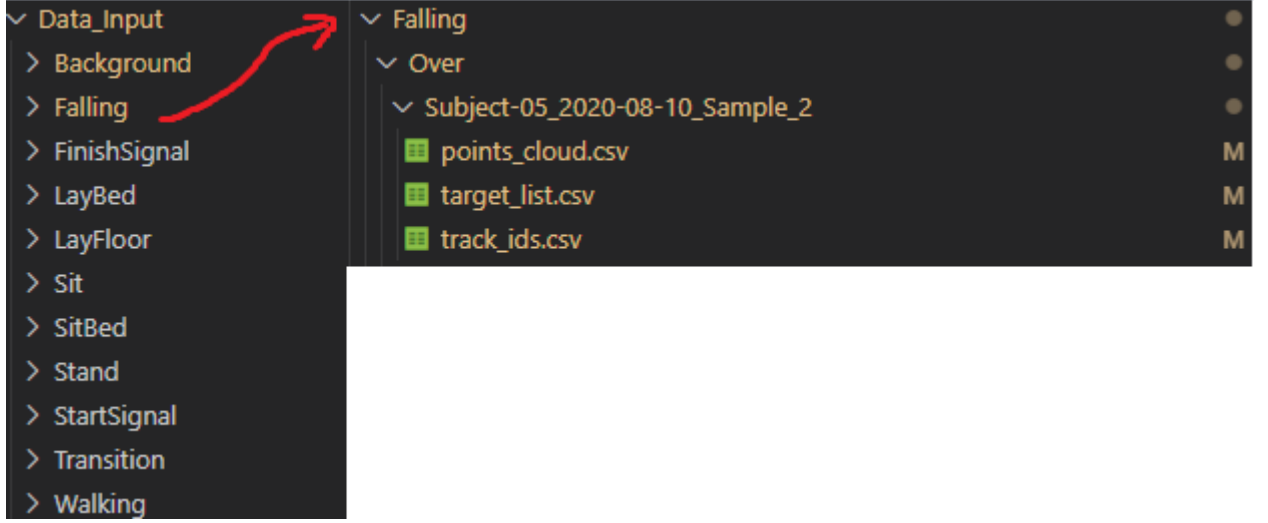 Data_Input
Background
Falling
FinishSignal
LayBed
LayFloor
Sit
SitBed
Stand
StartSignal
Transition
Walking
Falling
Over
Subject-05_2020-08-10_Sample_2
points_cloud.csv M
target_list.csv M
track_ids.csv M